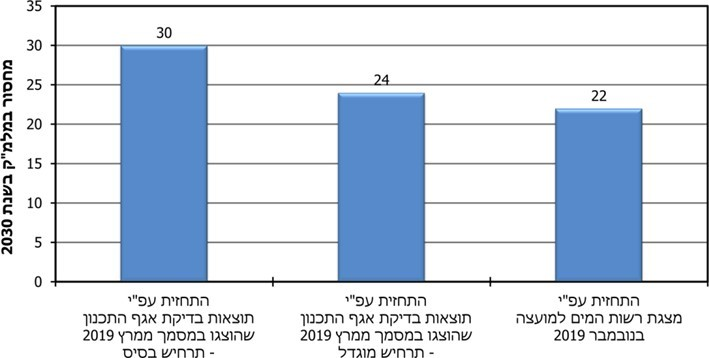 מחסור במלמ"ק בשנת 2030
35
30
25
20
15
10
5
0
30
24
22
התחזית עפ"י
תוצאות בדיקת אגף התכנון
שהוצגו במסמך ממרץ 2019
- תרחיש בסיס
התחזית עפ"י
תוצאות בדיקת אגף התכנון
שהוצגו במסמך ממרץ 2019
- תרחיש מוגדל
התחזית עפ"י
מצגת רשות המים למועצה
בנובמבר 2019